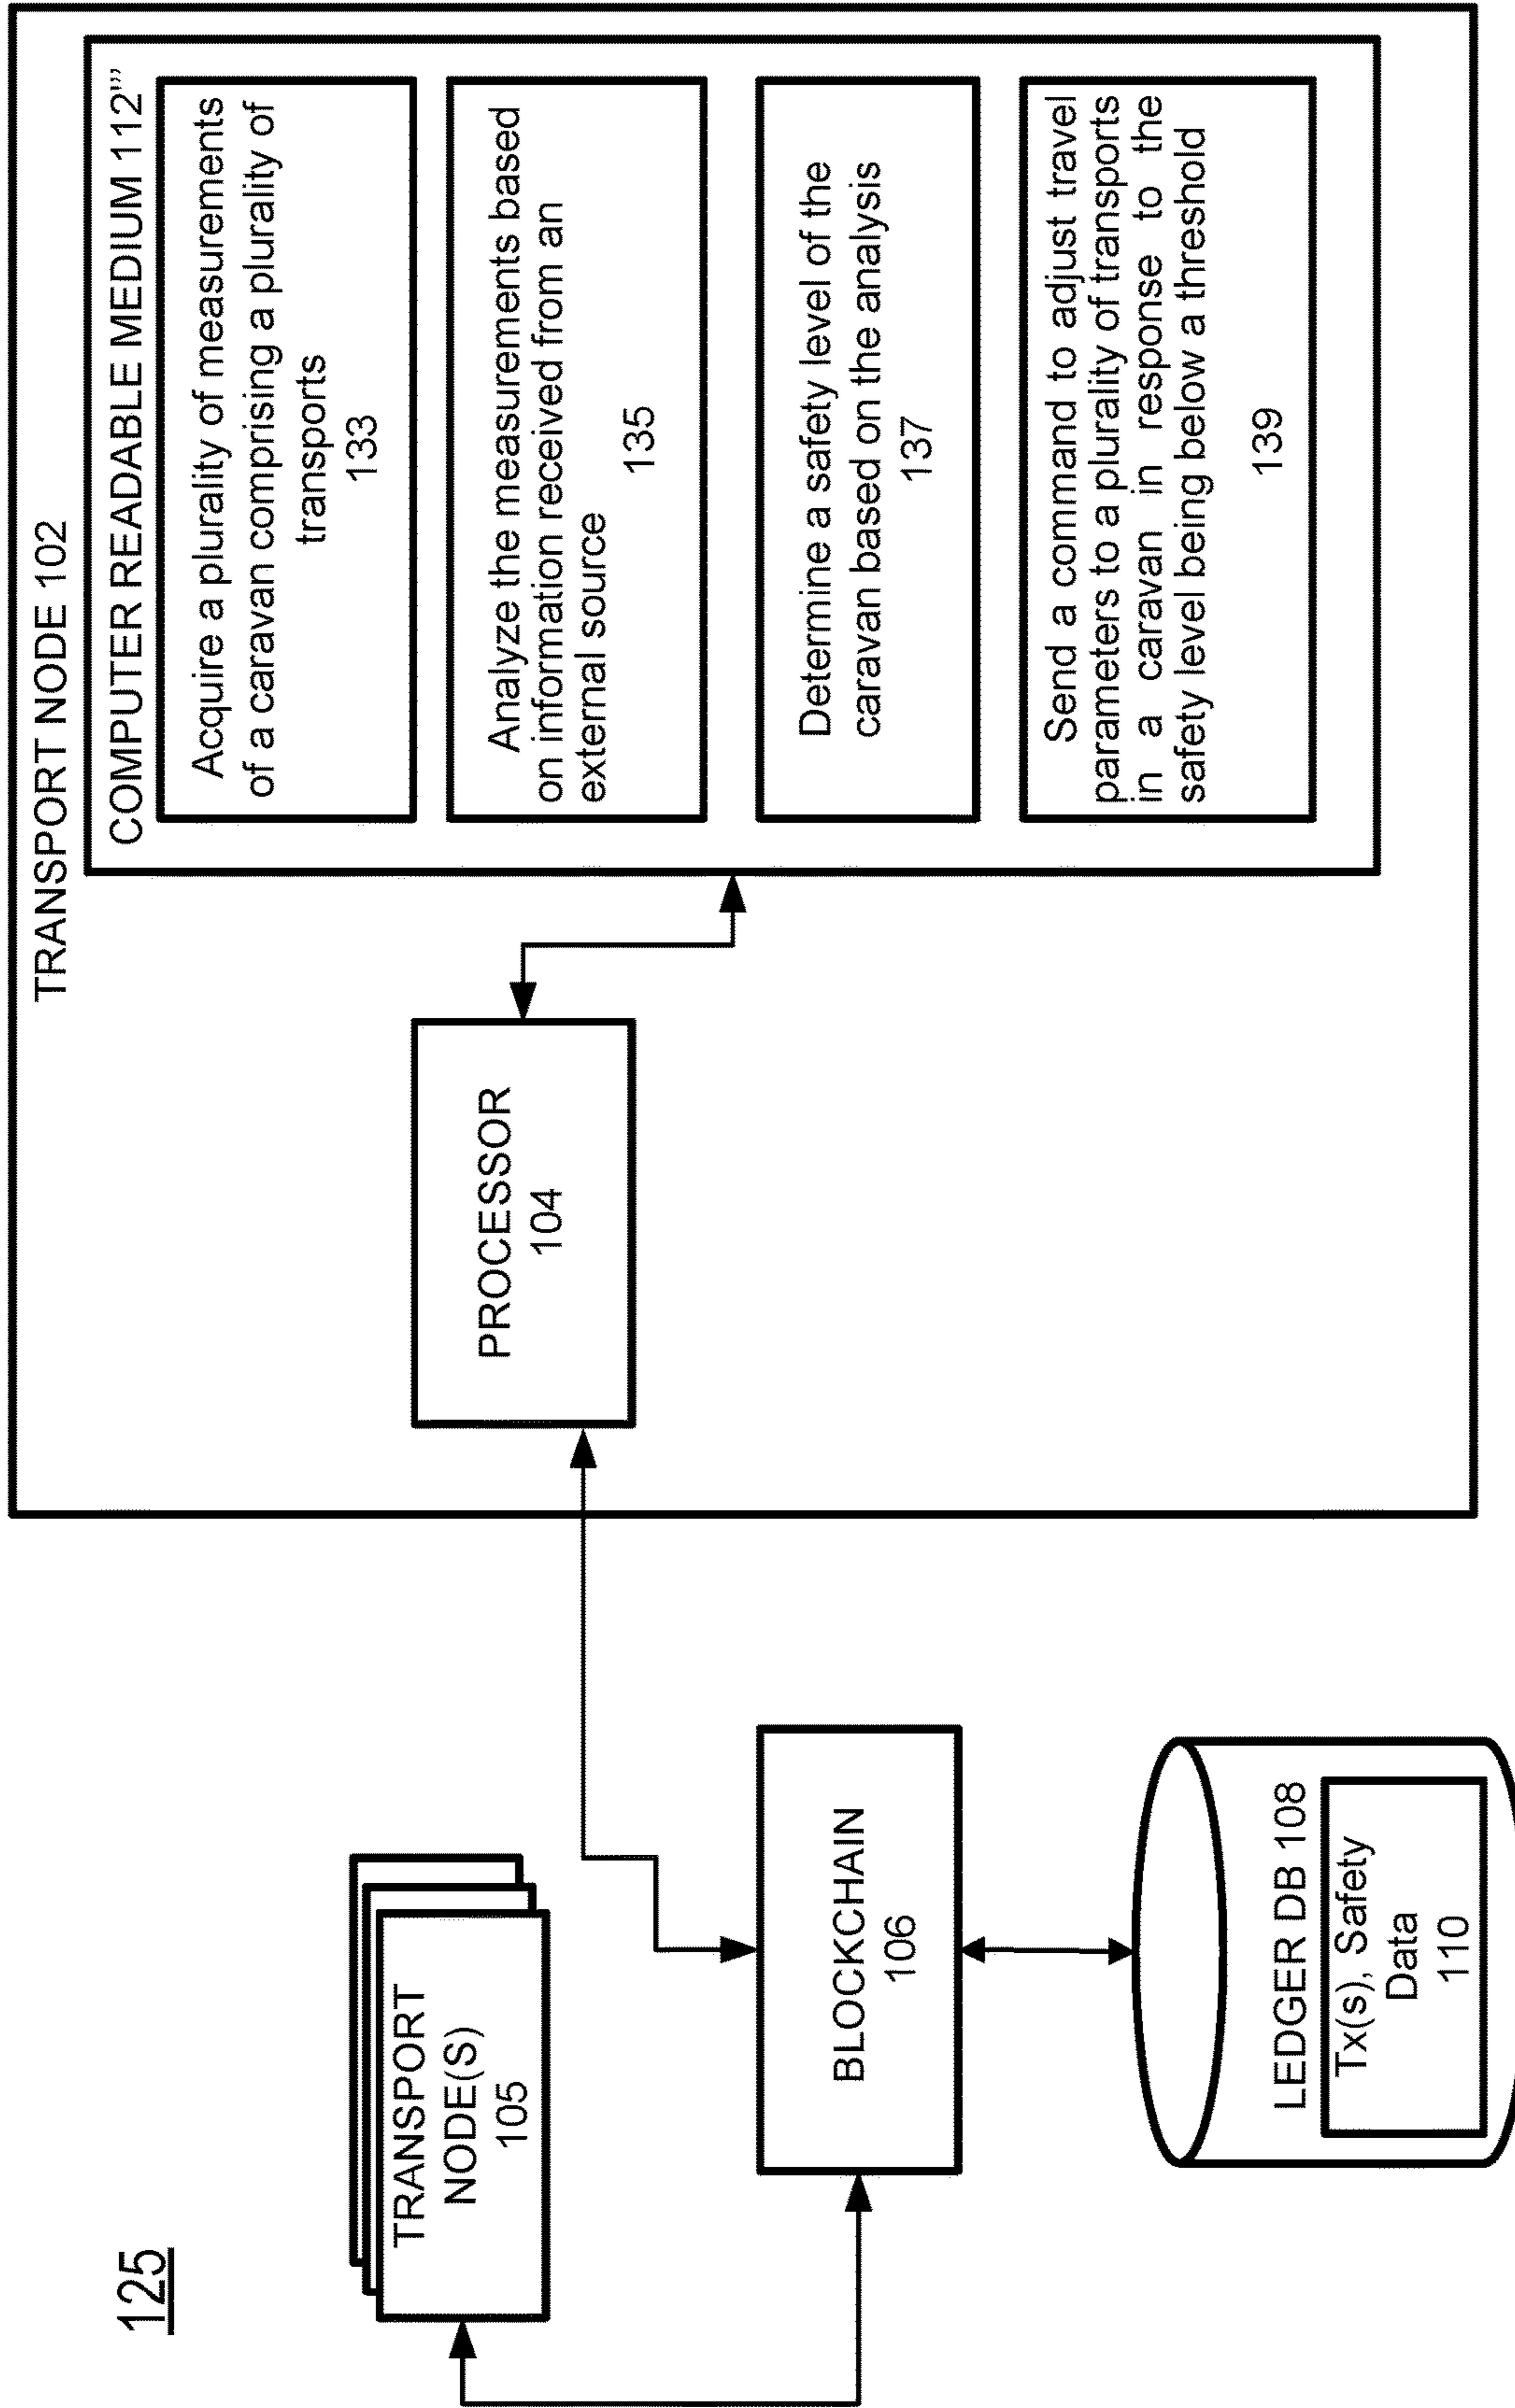 125
TRANSPORT NODE 102
COMPUTER READABLE MEDIUM 112"'
Acquire a plurality of measurements
of a caravan comprising a plurality of
transports
133
Analyze the measurements based
on information received from an
external source
135
Determine a safety level of the
caravan based on the analysis
137
Send a command to adjust travel
parameters to a plurality of transports
in a caravan in response to the
safety level being below a threshold
139
PROCESSOR
104
TRANSPORT
NODE(S)
105
BLOCKCHAIN
106
LEDGER DB 108
Tx(s), Safety
Data
110